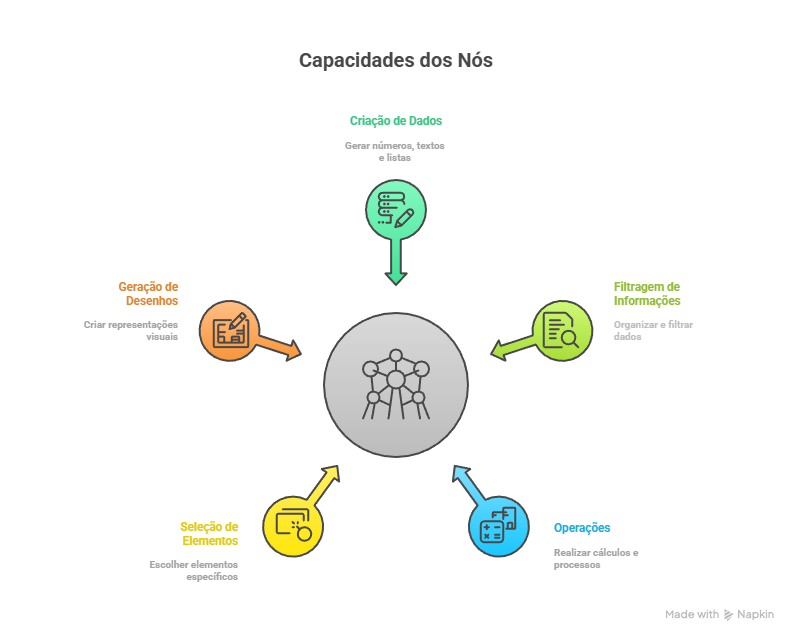 Capacidades dos Nós
Criação de Dados
Gerar números, textos
e listas
Geração de
Desenhos
Criar representações
visuais
Filtragem de
Informações
Organizar e filtrar
dados
Seleção de
Elementos
Escolher elementos
específicos
Operações
Realizar cálculos e
processos
Made with Napkin